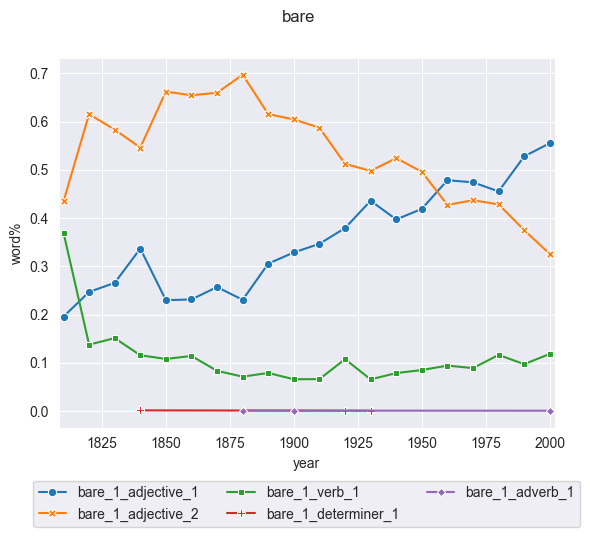 bare
0.7
0.6
0.5
0.4
0.3
0.2
0.1
0.0
word%
1825 1850 1875 1900 1925 1950 1975 2000
year
bare_1_adjective_1 bare_1_verb_1 bare_1_adverb_1
bare_1_adjective_2 bare_1_determiner_1